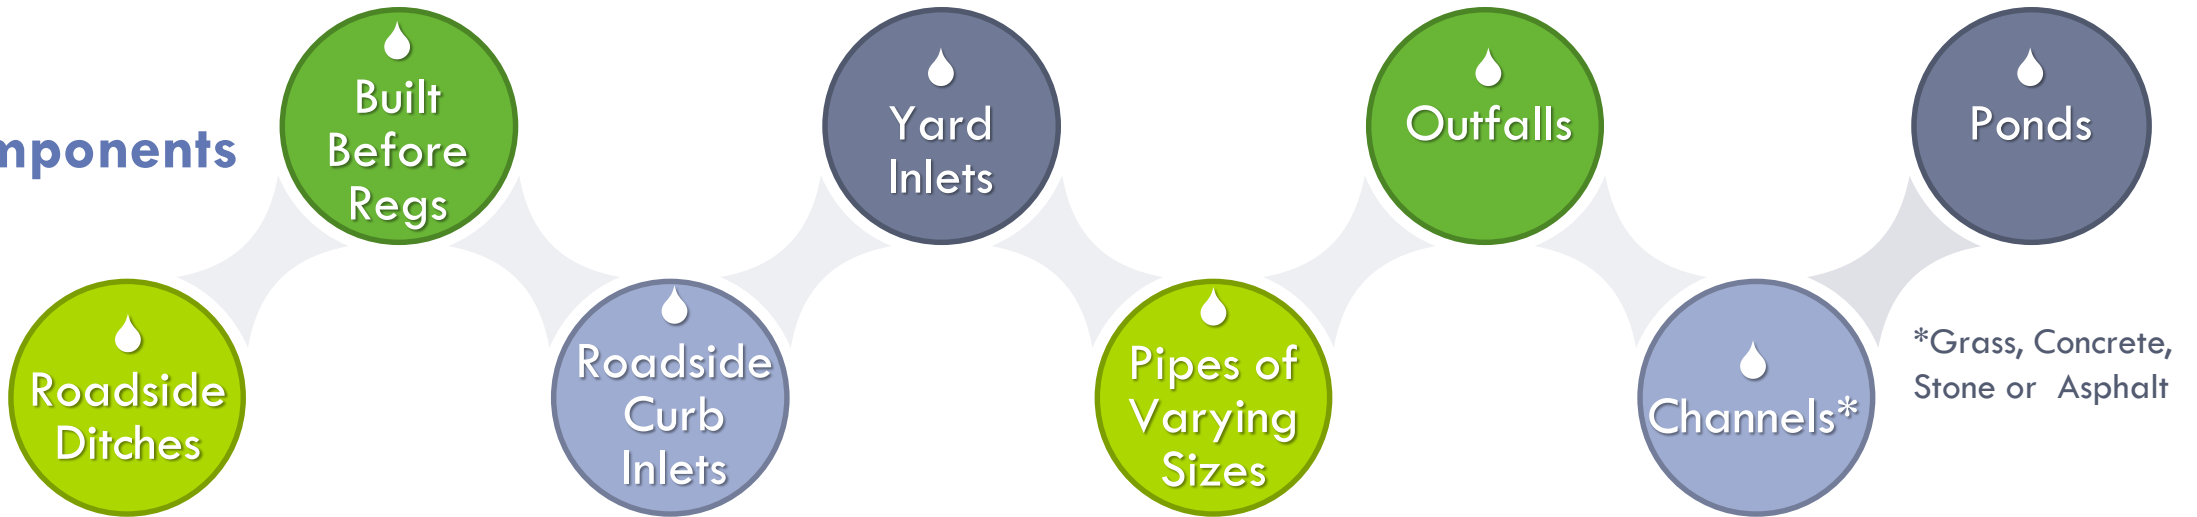 Roadside
Ditches
Built
Before
Regs
Roadside
Curb
Inlets
Yard
Inlets
Pipes of
Varying
Sizes
Outfalls
Channels*
Ponds
*Grass, Concrete,
Stone or  Asphalt